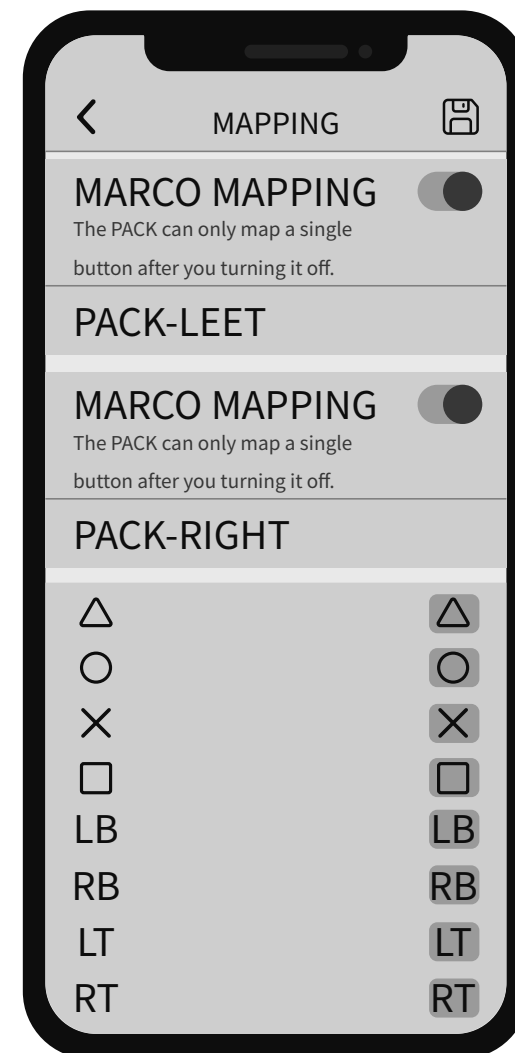 MAPPING
MARCO MAPPING
The PACK can only map a single
button after you turning it off.
PACK-LEET
MARCO MAPPING
The PACK can only map a single
button after you turning it off.
PACK-RIGHT
LB LB
RB RB
LT LT
RT RT